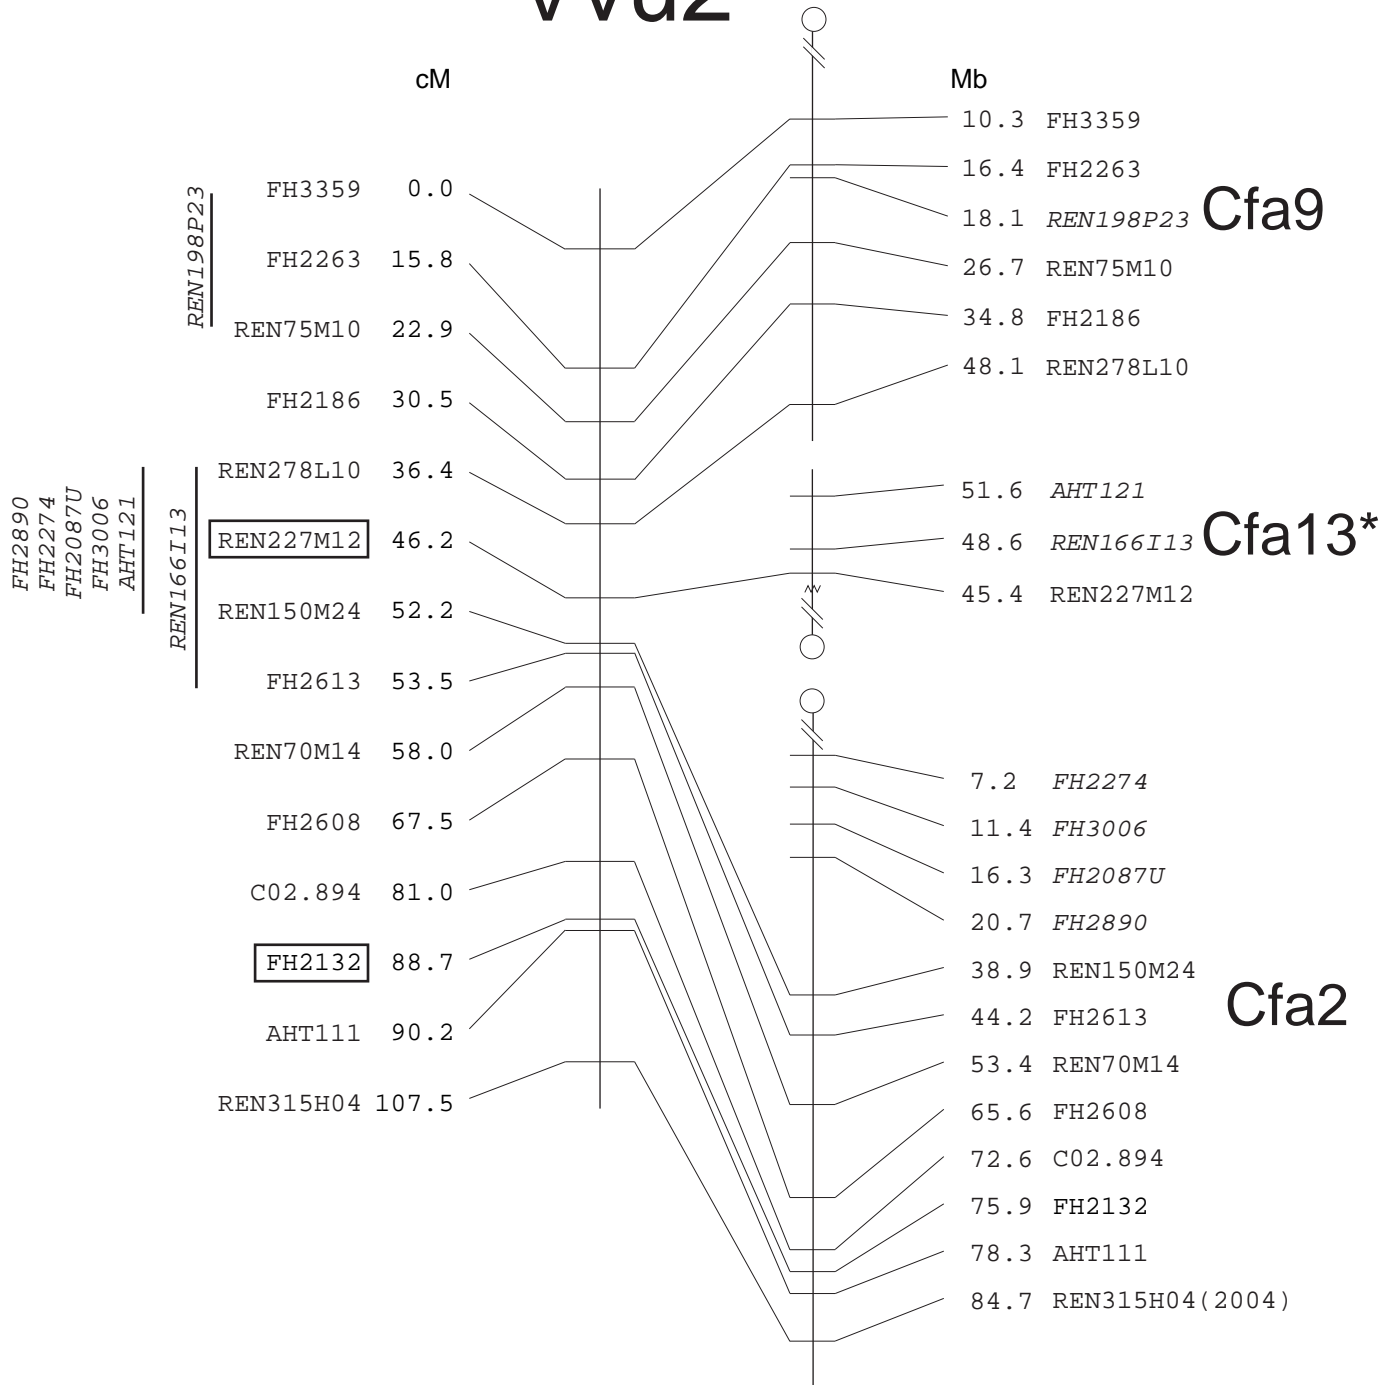 VVu2
cM
Mb
FH3359 0.0
FH2263 15.8
REN75M10 22.9
FH2186 30.5
REN278L10 36.4
REN227M12 46.2
REN150M24 52.2
FH2613 53.5
REN70M14 58.0
FH2608 67.5
C02.894 81.0
FH2132 88.7
AHT111 90.2
REN315H04 107.5
REN198P23
FH2890
FH2274
FH2087U
FH3006
AHT121
REN166I13
10.3 FH3359
16.4 FH2263
18.1 REN198P23
26.7 REN75M10
34.8 FH2186
48.1 REN278L10
Cfa9
51.6 AHT121
48.6 REN166I13
45.4 REN227M12
Cfa13*
7.2 FH2274
11.4 FH3006
16.3 FH2087U
20.7 FH2890
38.9 REN150M24
44.2 FH2613
53.4 REN70M14
65.6 FH2608
72.6 C02.894
75.9 FH2132
78.3 AHT111
84.7 REN315H04(2004)
Cfa2